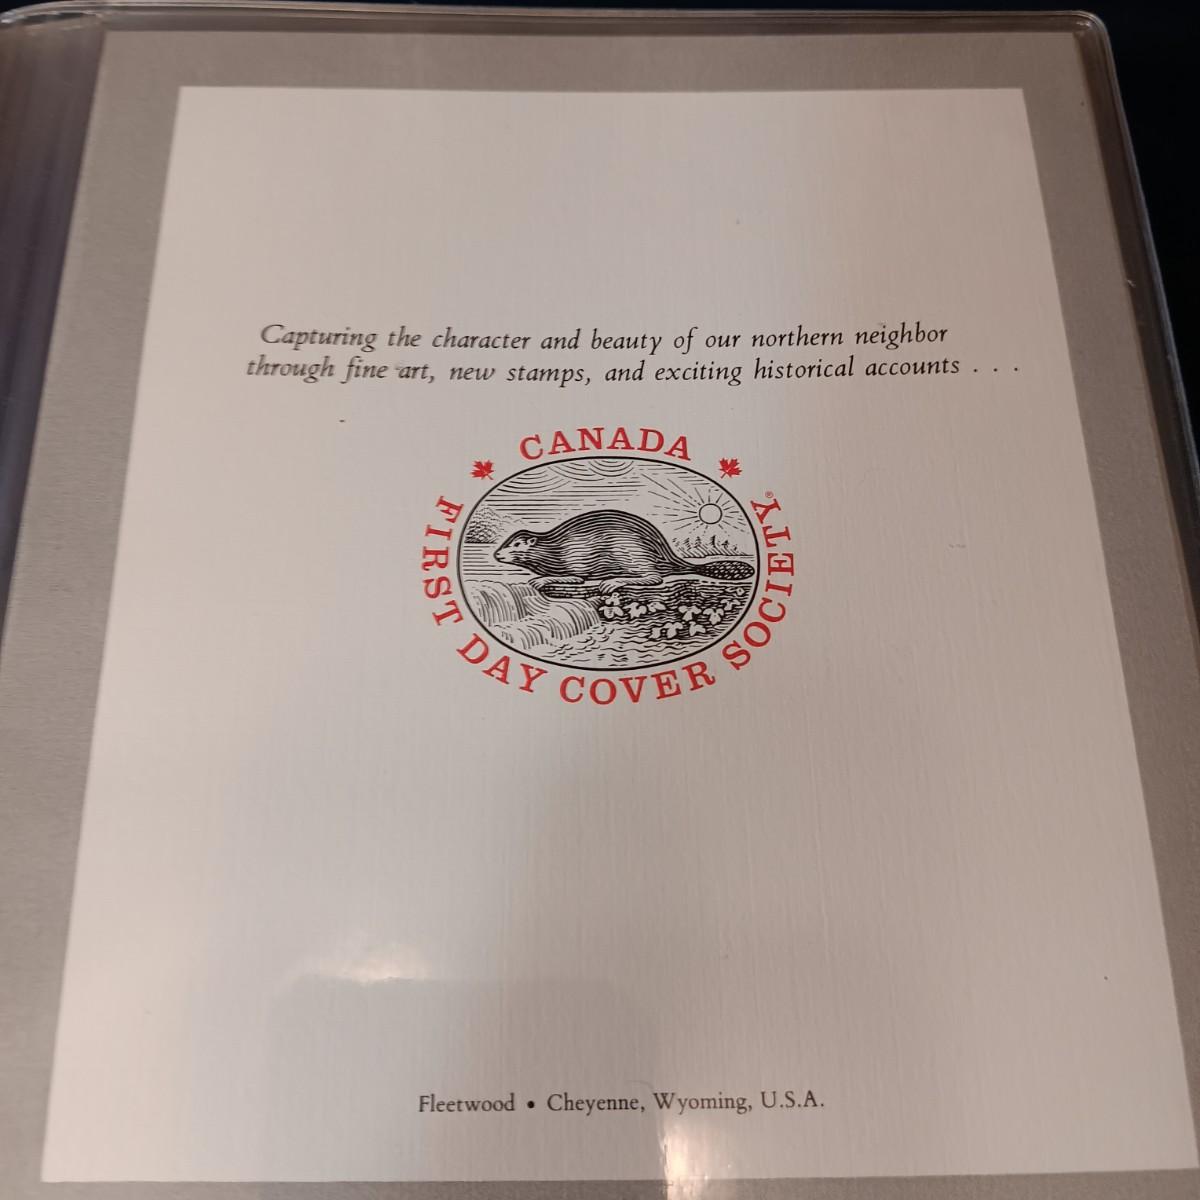 Capturing the character and beauty of our northern neighbor
through fine art, new stamps, and exciting historical accounts . . .
CANADA
FIRST DAY COVER SOCIETY®
Fleetwood • Cheyenne, Wyoming, U.S.A.